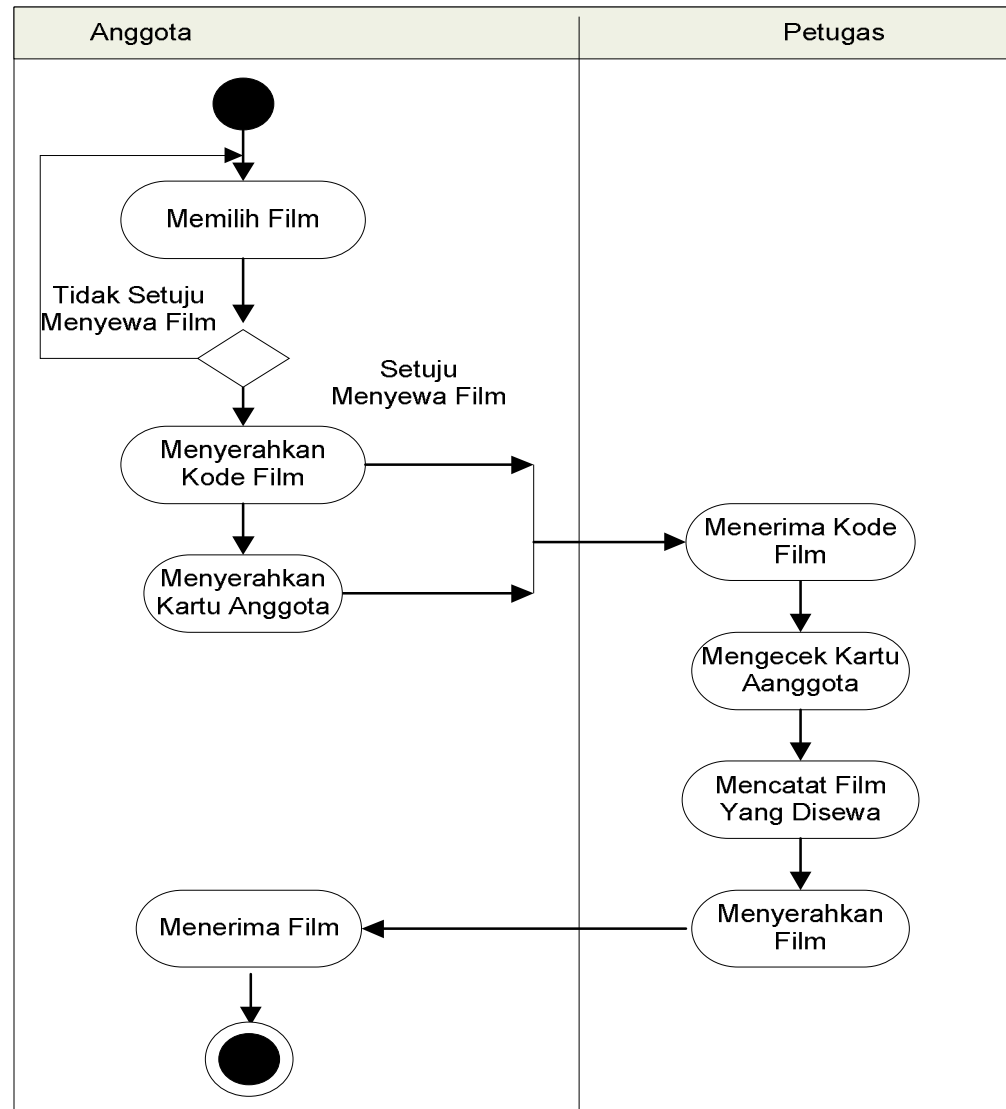 Anggota
Petugas
Memilih Film
Tidak Setuju
Menyewa Film
Setuju
Menyewa Film
Menyerahkan
Kode Film
Menyerahkan
Kartu Anggota
Menerima Kode
Film
Mengecek Kartu
Aanggota
Mencatat Film
Yang Disewa
Menyerahkan
Film
Menerima Film